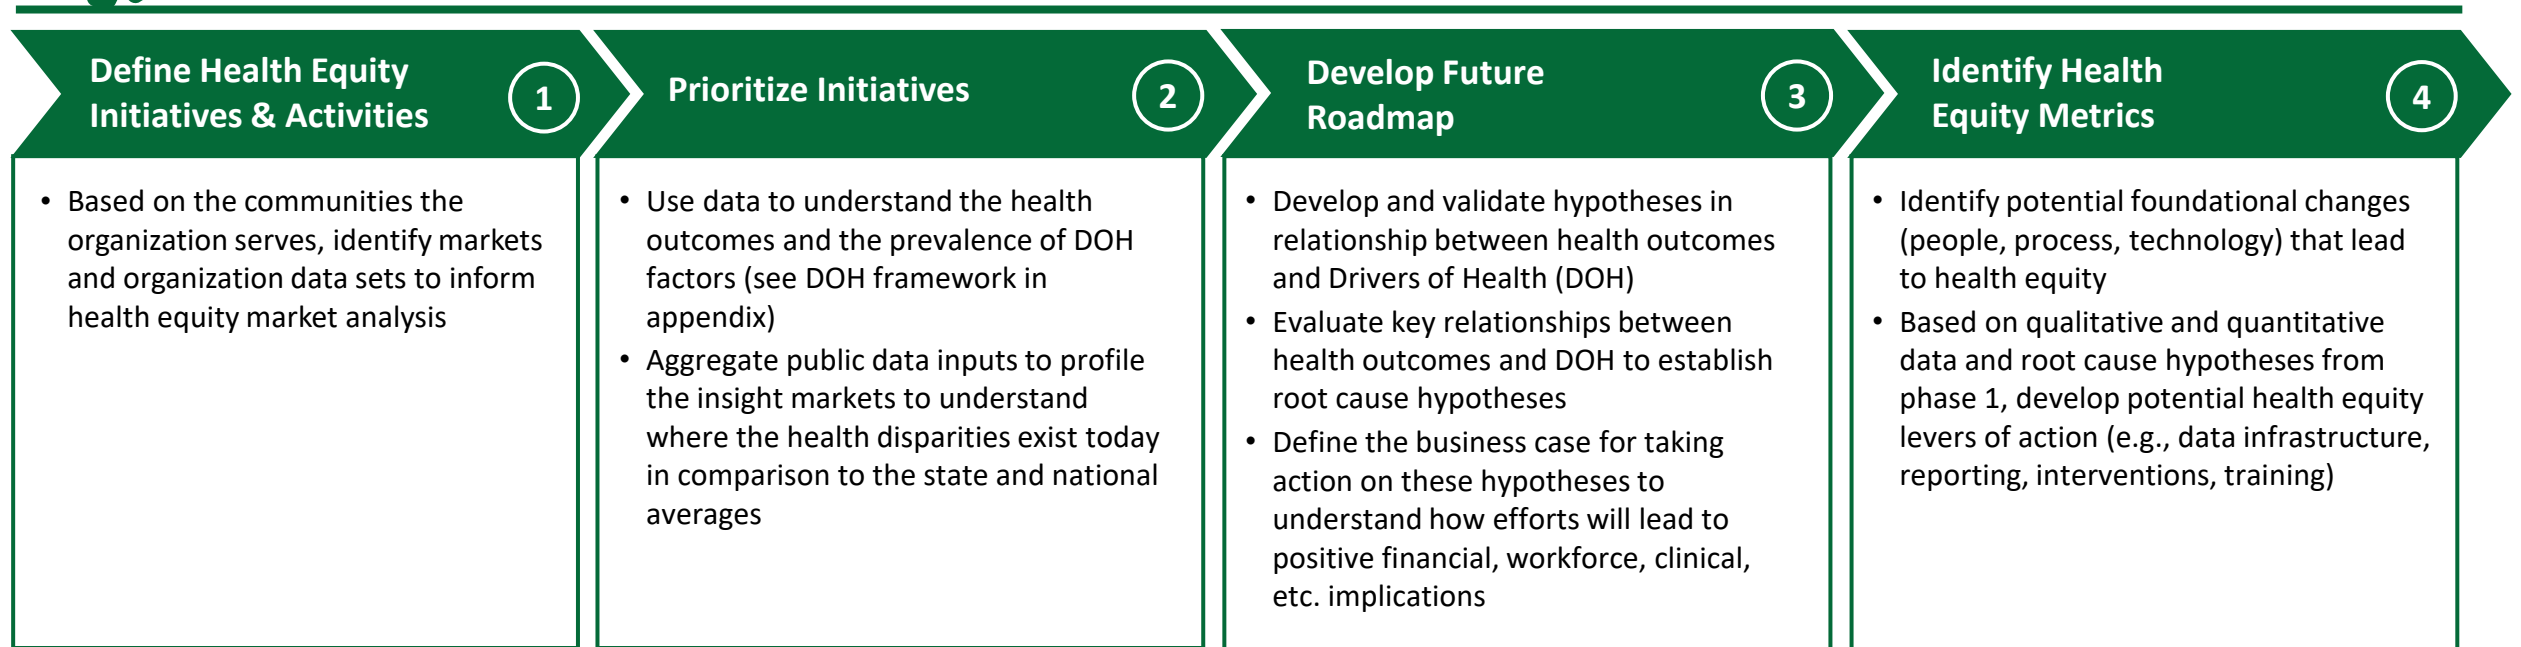 Define Health Equity
Initiatives & Activities
1
• Based on the communities the
organization serves, identify markets
and organization data sets to inform
health equity market analysis
Prioritize Initiatives
2
• Use data to understand the health
outcomes and the prevalence of DOH
factors (see DOH framework in
appendix)
• Aggregate public data inputs to profile
the insight markets to understand
where the health disparities exist today
in comparison to the state and national
averages
Develop Future
Roadmap
3
• Develop and validate hypotheses in
relationship between health outcomes
and Drivers of Health (DOH)
• Evaluate key relationships between
health outcomes and DOH to establish
root cause hypotheses
• Define the business case for taking
action on these hypotheses to
understand how efforts will lead to
positive financial, workforce, clinical,
etc. implications
Identify Health
Equity Metrics
4
• Identify potential foundational changes
(people, process, technology) that lead
to health equity
• Based on qualitative and quantitative
data and root cause hypotheses from
phase 1, develop potential health equity
levers of action (e.g., data infrastructure,
reporting, interventions, training)